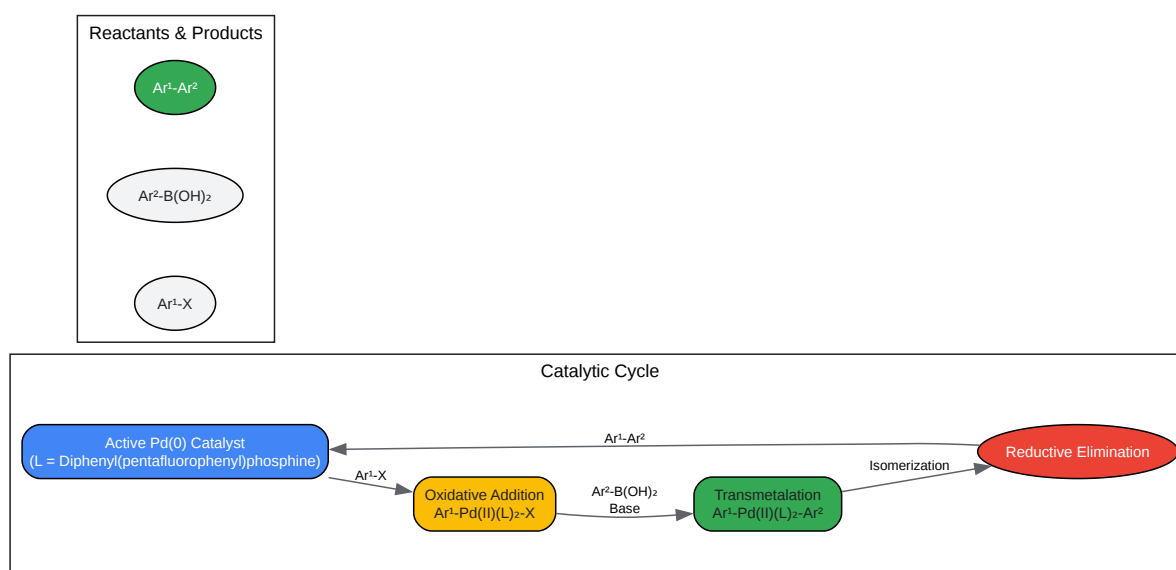 Reactants & Products
Ar¹-Ar²
Ar²-B(OH)₂
Ar¹-X
Catalytic Cycle
Active Pd(0) Catalyst
(L = Diphenyl(pentafluorophenyl)phosphine)
Ar¹-X
Oxidative Addition
Ar¹-Pd(II)(L)₂-X
Ar²-B(OH)₂
Base
Transmetalation
Ar¹-Pd(II)(L)₂-Ar²
Isomerization
Reductive Elimination
Ar¹-Ar²